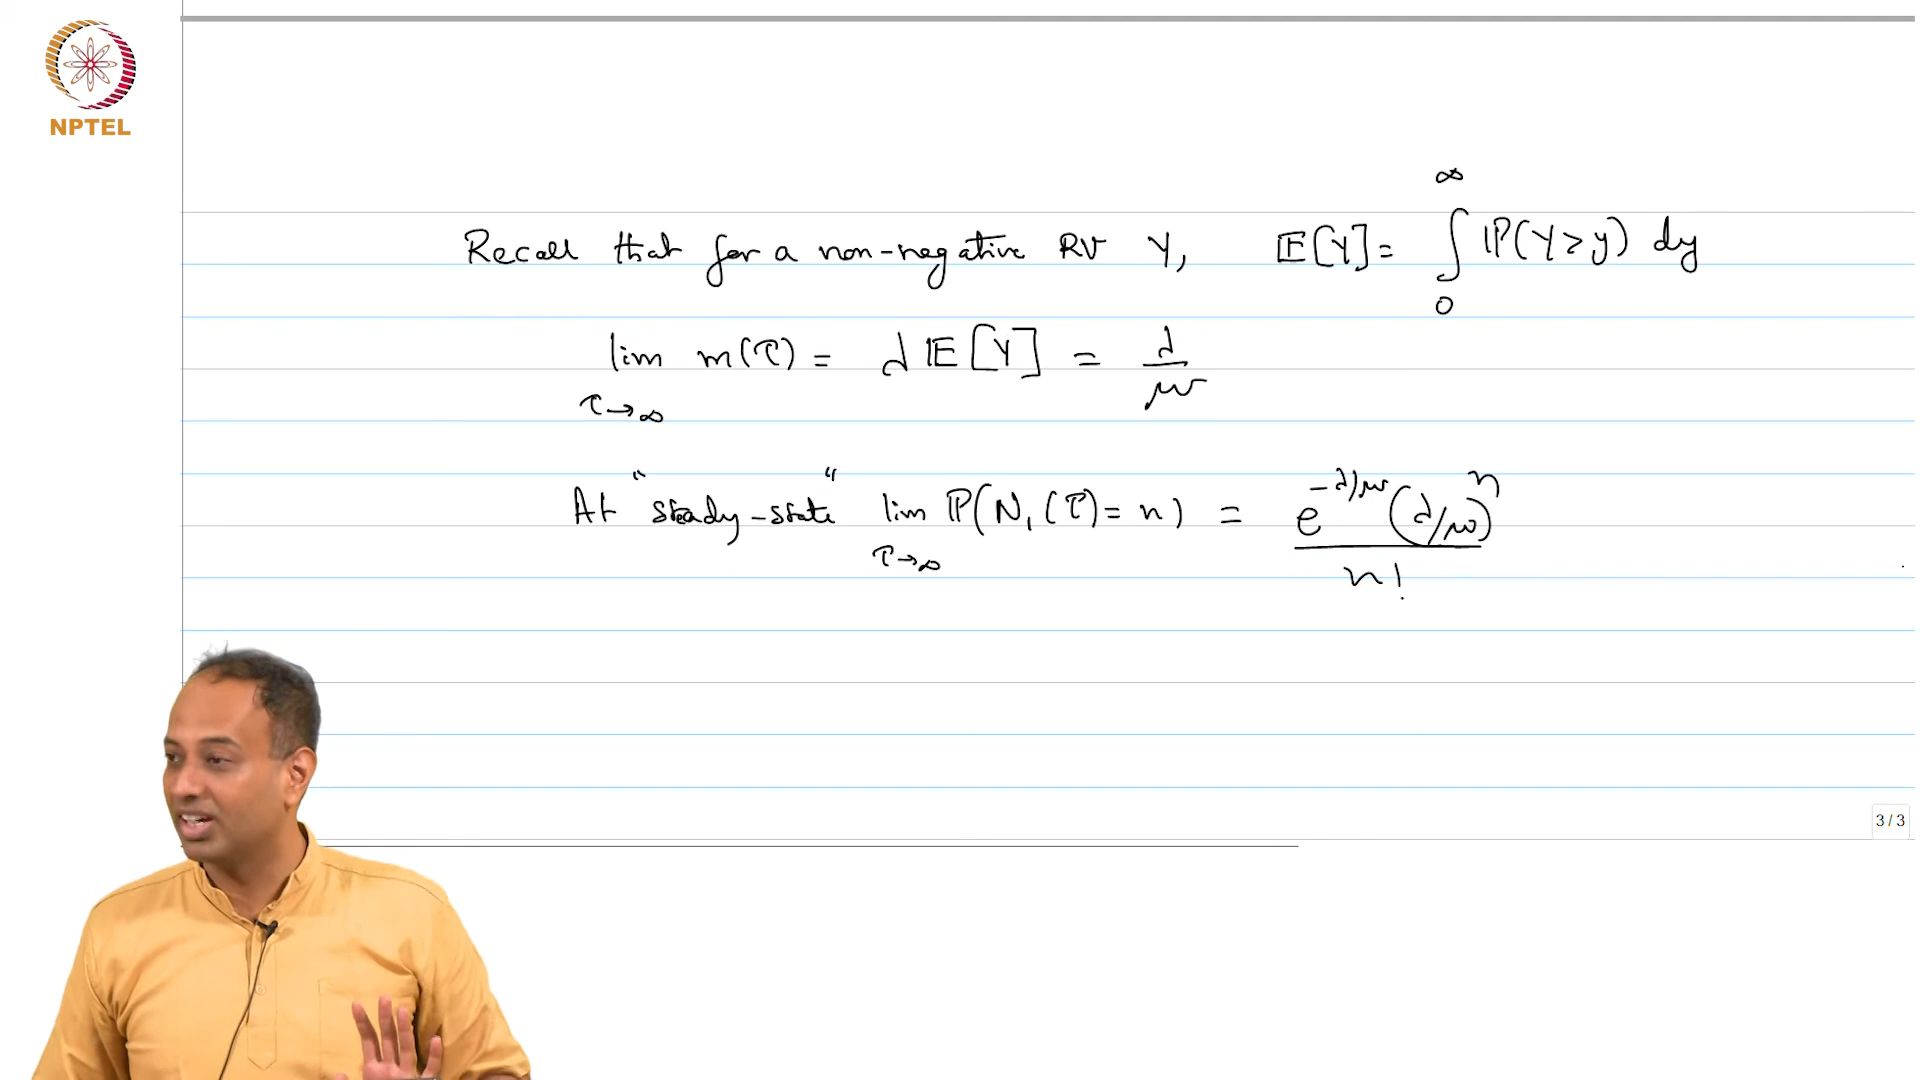 NPTEL
Recall that for a non-negative RV Y, 𝔼[Y] = ∫₀^∞ ℙ(Y>y) dy
lim_{τ→∞} m(τ) = λ 𝔼[Y] = λ/μ
At "steady-state" lim_{τ→∞} ℙ(N₁(τ) = n) = e^{-λ/μ} (λ/μ)^n / n!
3 / 3